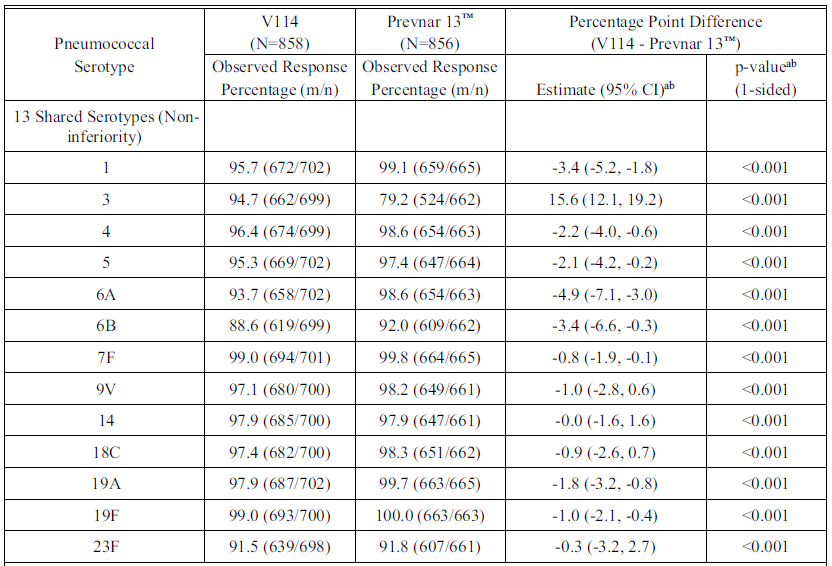 Pneumococcal Serotype | V114 (N=858) | Prevnar 13™ (N=856) | Percentage Point Difference (V114 - Prevnar 13™)
Observed Response Percentage (m/n) | Observed Response Percentage (m/n) | Estimate (95% CI)ab | p-valueab (1-sided)
13 Shared Serotypes (Non-inferiority)
1 | 95.7 (672/702) | 99.1 (659/665) | -3.4 (-5.2, -1.8) | <0.001
3 | 94.7 (662/699) | 79.2 (524/662) | 15.6 (12.1, 19.2) | <0.001
4 | 96.4 (674/699) | 98.6 (654/663) | -2.2 (-4.0, -0.6) | <0.001
5 | 95.3 (669/702) | 97.4 (647/664) | -2.1 (-4.2, -0.2) | <0.001
6A | 93.7 (658/702) | 98.6 (654/663) | -4.9 (-7.1, -3.0) | <0.001
6B | 88.6 (619/699) | 92.0 (609/662) | -3.4 (-6.6, -0.3) | <0.001
7F | 99.0 (694/701) | 99.8 (664/665) | -0.8 (-1.9, -0.1) | <0.001
9V | 97.1 (680/700) | 98.2 (649/661) | -1.0 (-2.8, 0.6) | <0.001
14 | 97.9 (685/700) | 97.9 (647/661) | -0.0 (-1.6, 1.6) | <0.001
18C | 97.4 (682/700) | 98.3 (651/662) | -0.9 (-2.6, 0.7) | <0.001
19A | 97.9 (687/702) | 99.7 (663/665) | -1.8 (-3.2, -0.8) | <0.001
19F | 99.0 (693/700) | 100.0 (663/663) | -1.0 (-2.1, -0.4) | <0.001
23F | 91.5 (639/698) | 91.8 (607/661) | -0.3 (-3.2, 2.7) | <0.001